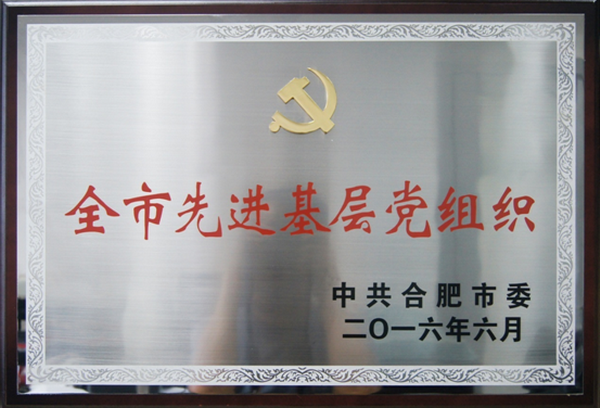 全市先进基层党组织
中共合肥市委
二〇一六年六月